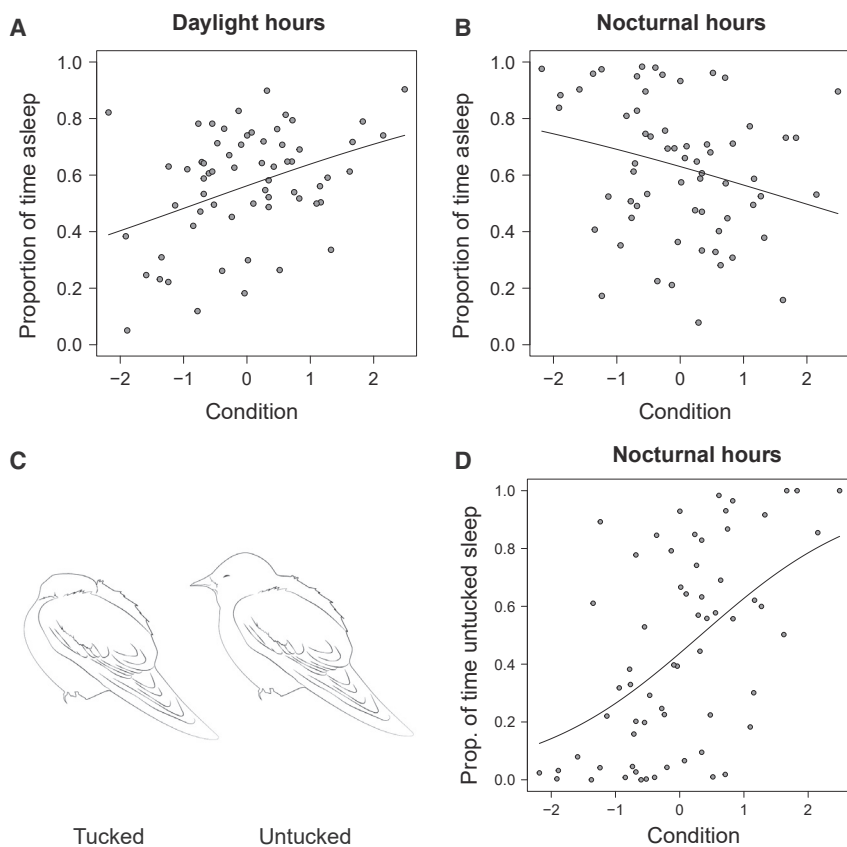 A
Daylight hours
Proportion of time asleep
1.0
0.8
0.6
0.4
0.2
0.0
−2
−1
0
1
2
Condition
B
Nocturnal hours
Proportion of time asleep
1.0
0.8
0.6
0.4
0.2
0.0
−2
−1
0
1
2
Condition
C
Tucked
Untucked
D
Nocturnal hours
Prop. of time untucked sleep
1.0
0.8
0.6
0.4
0.2
0.0
−2
−1
0
1
2
Condition